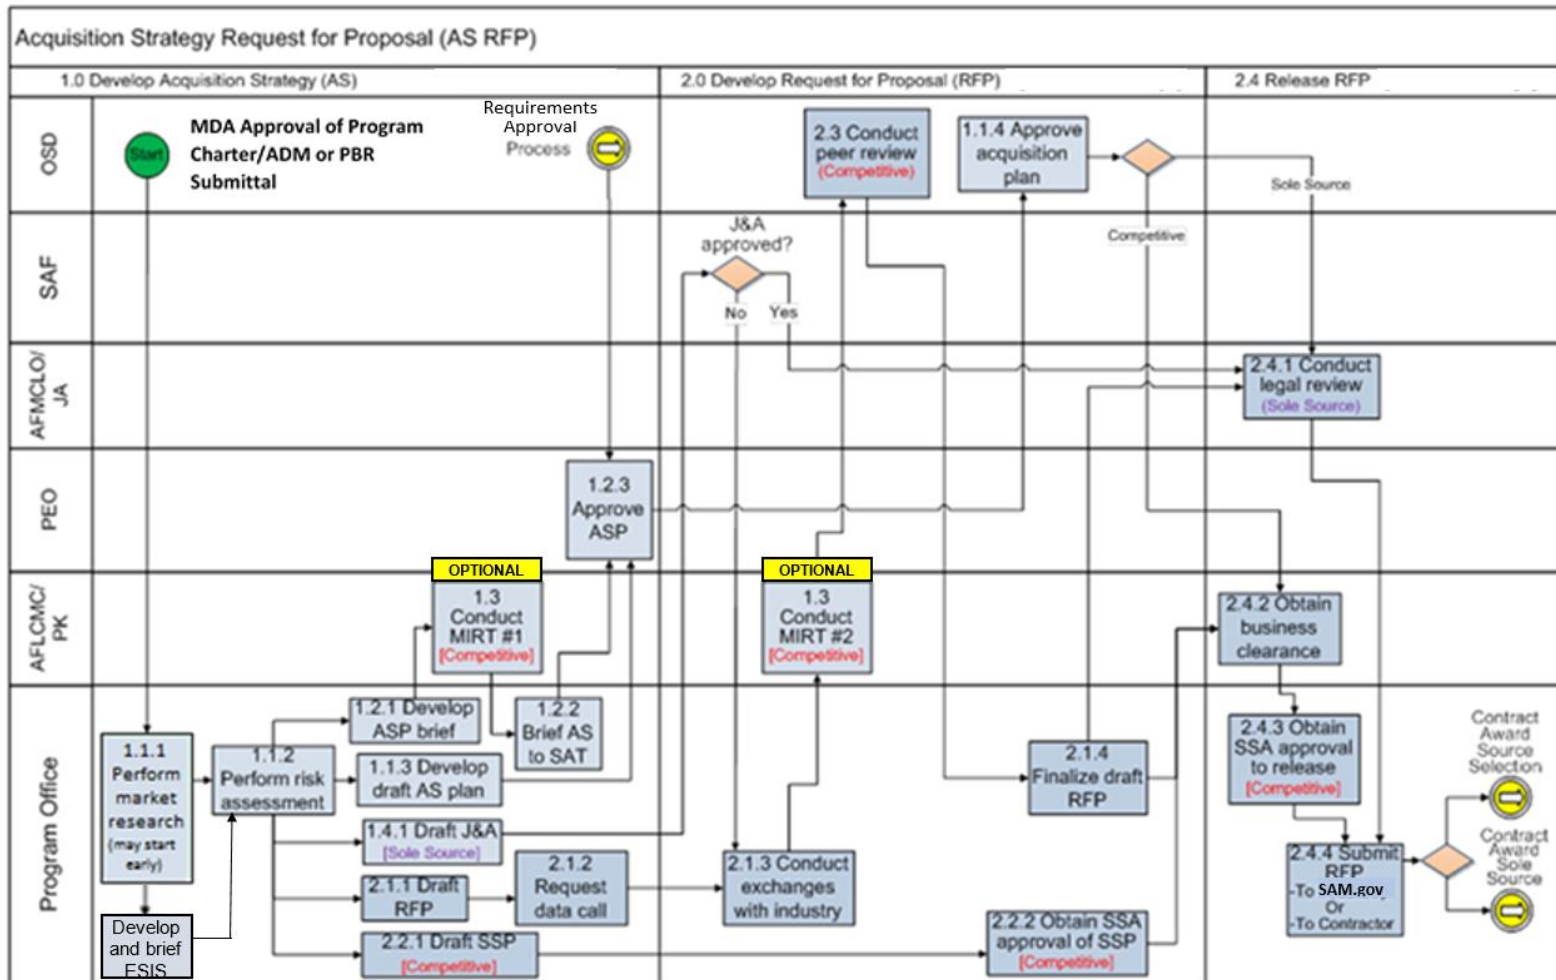 Acquisition Strategy Request for Proposal (AS RFP)
1.0 Develop Acquisition Strategy (AS)
2.0 Develop Request for Proposal (RFP)
2.4 Release RFP
OSD
Start
MDA Approval of Program
Charter/ADM or PBR
Submittal
Requirements
Approval
Process
2.3 Conduct
peer review
(Competitive)
1.1.4 Approve
acquisition
plan
Sole Source
Competitive
SAF
J&A
approved?
No
Yes
AFMCLO/
JA
2.4.1 Conduct
legal review
(Sole Source)
PEO
1.2.3
Approve
ASP
AFLCMC/
PK
OPTIONAL
1.3
Conduct
MIRT #1
[Competitive]
OPTIONAL
1.3
Conduct
MIRT #2
[Competitive]
2.4.2 Obtain
business
clearance
Program Office
1.1.1
Perform
market
research
(may start
early)
Develop
and brief
ESIS
1.1.2
Perform risk
assessment
1.2.1 Develop
ASP brief
1.2.2
Brief AS
to SAT
1.1.3 Develop
draft AS plan
1.4.1 Draft J&A
[Sole Source]
2.1.1 Draft
RFP
2.1.2
Request
data call
2.2.1 Draft SSP
[Competitive]
2.1.3 Conduct
exchanges
with industry
2.1.4
Finalize draft
RFP
2.2.2 Obtain SSA
approval of SSP
[Competitive]
2.4.3 Obtain
SSA approval
to release
[Competitive]
2.4.4 Submit
RFP
-To SAM.gov
Or
-To Contractor
Contract
Award
Source
Selection
Contract
Award
Sole
Source